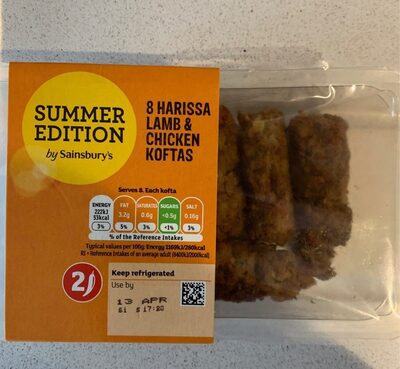 SUMMER
EDITION
by Sainsbury's
8 HARISSA
LAMB &
CHICKEN
KOFTAS
Serves 8. Each kofta
ENERGY FAT SATURATES SUGARS SALT
222kJ
53kcal 3.2g 0.6g <0.5g 0.16g
3% 5% 3% <1% 3%
% of the Reference Intakes
Typical values per 100g: Energy 1169kJ/280kcal
RI = Reference Intakes of an average adult (8400kJ/2000kcal)
2
Keep refrigerated
Use by
13 APR